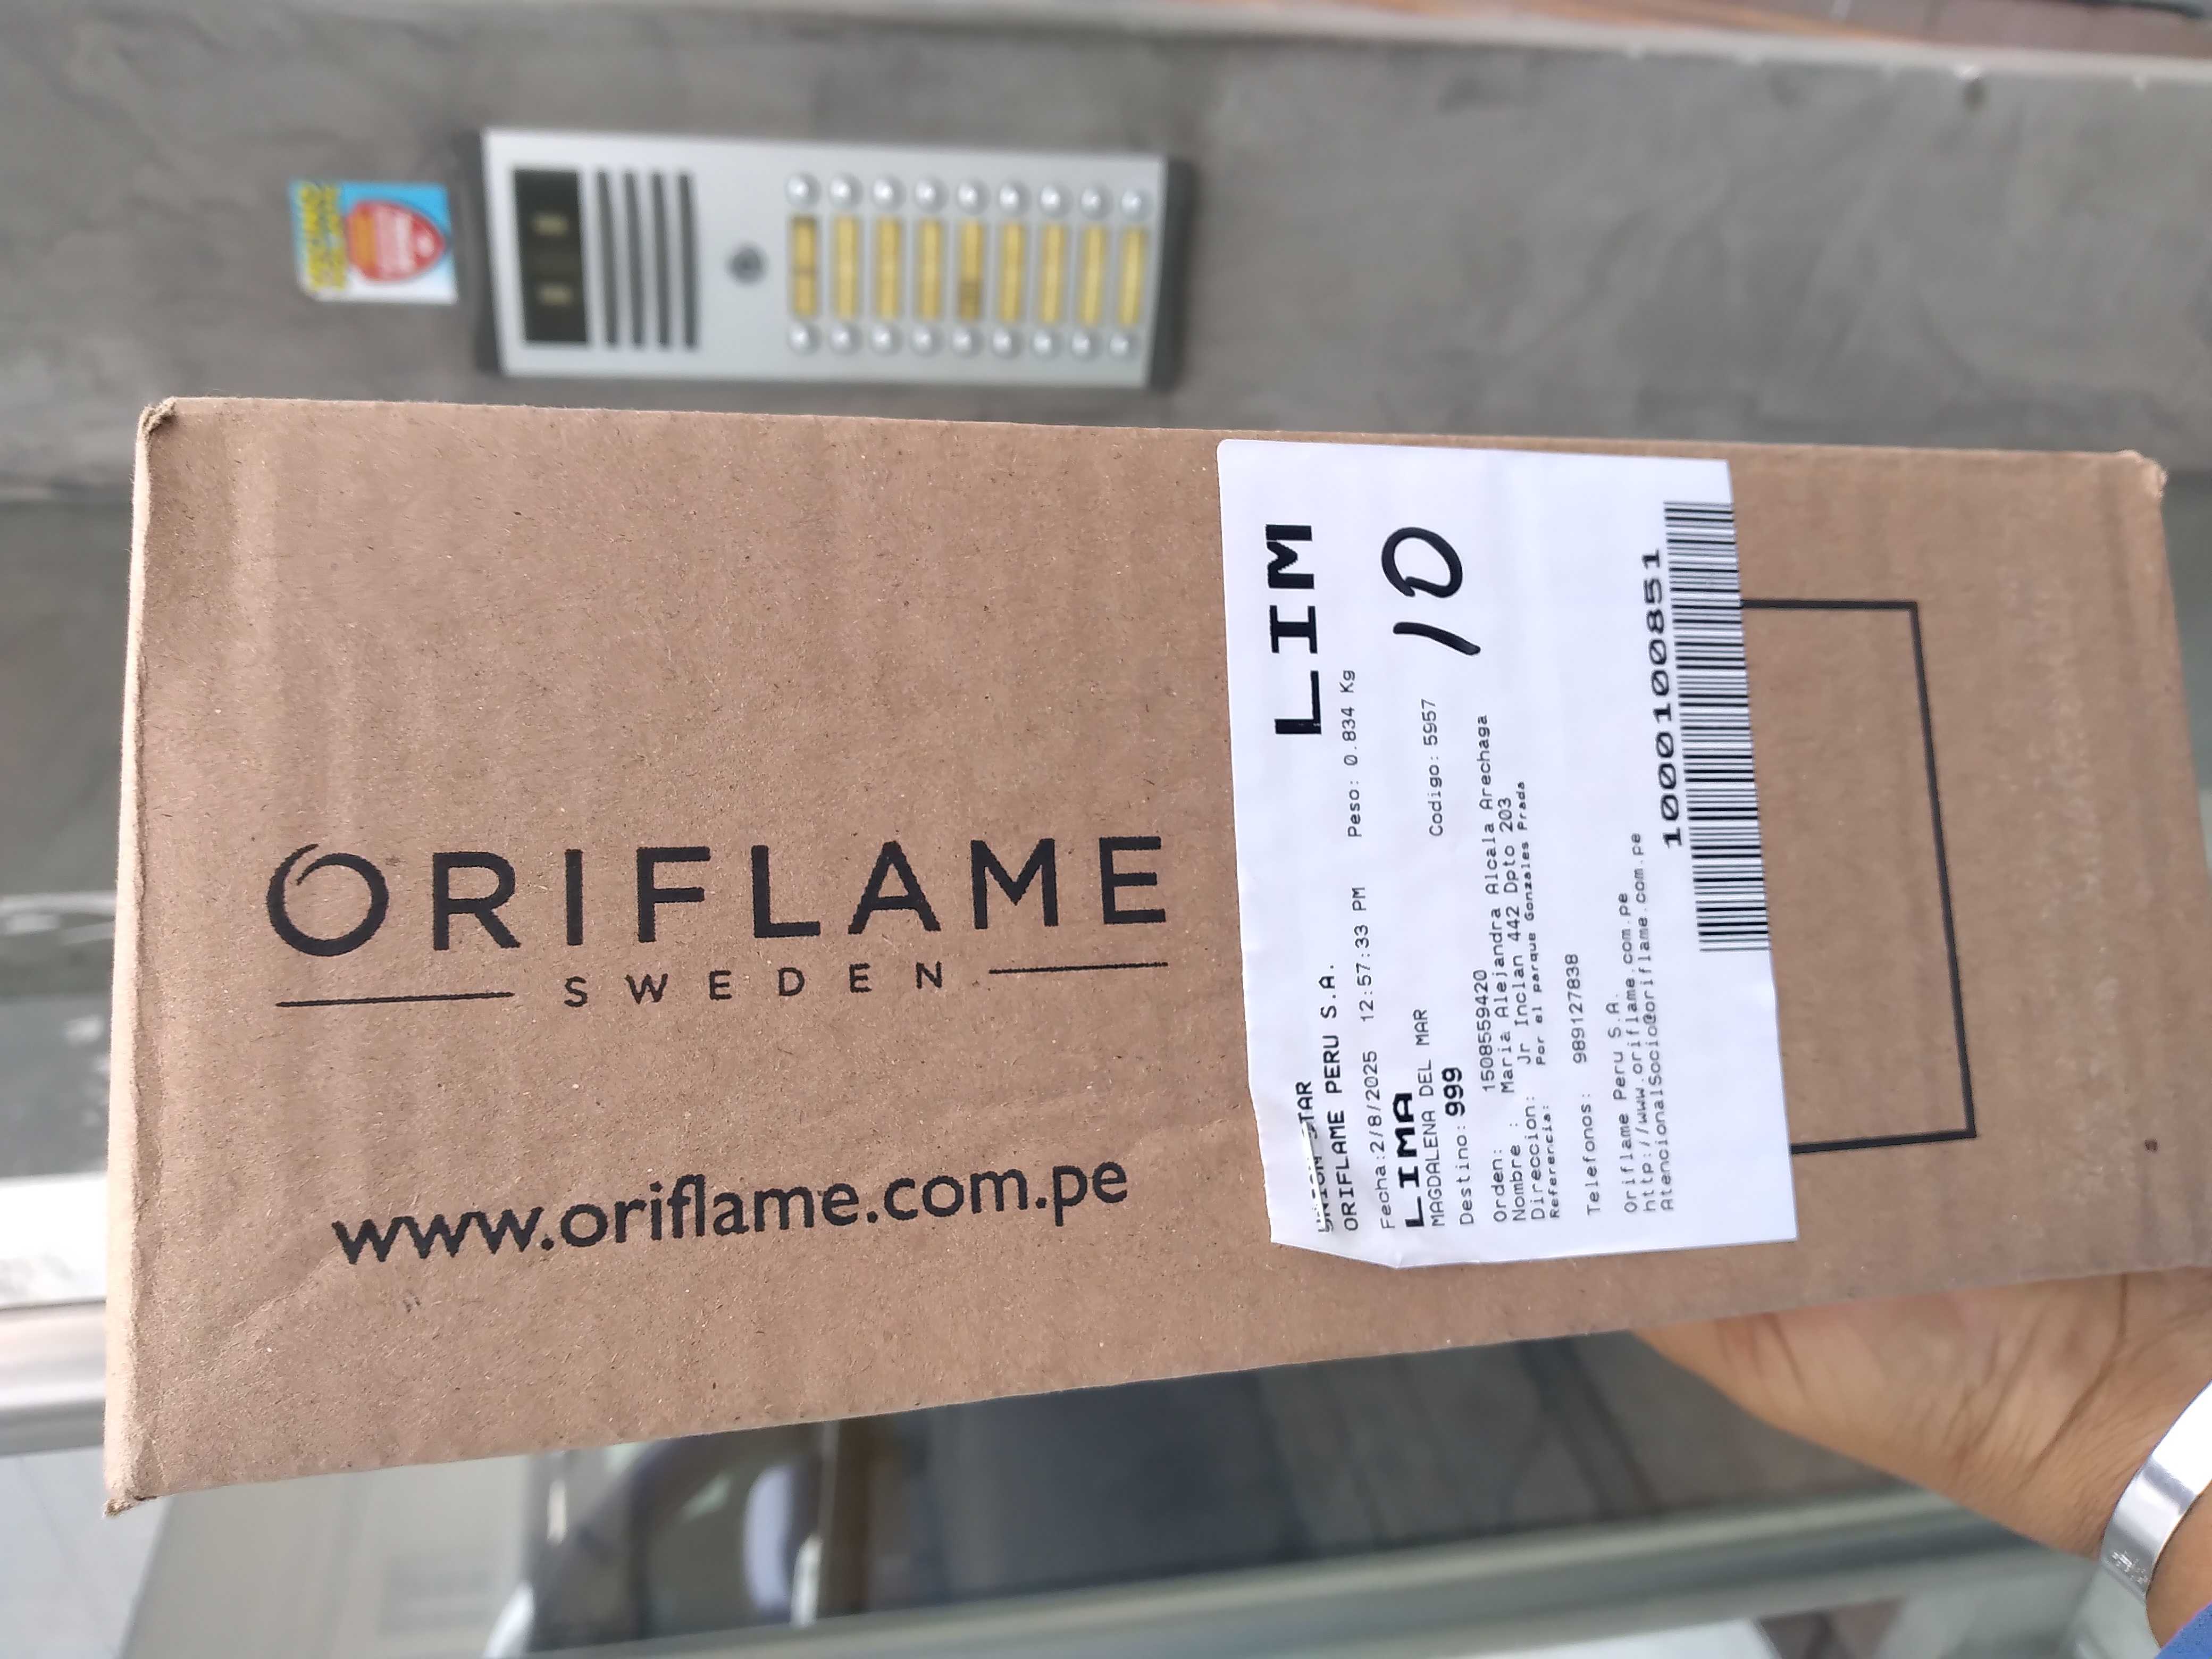 ORIFLAME
SWEDEN
www.oriflame.com.pe
LIM
ORIFLAME PERU S.A.
Fecha:2/8/2025 12:57:33 PM Peso: 0.834 Kg
LIMA
MAGDALENA DEL MAR Codigo: 5957
10
Destino: 999
Orden: 1508559420
Nombre : Maria Alejandra Alcala Arechaga
Direccion: Jr Inclan 442 Dpto 203
Referencia: Por el parque Gonzales Prada
Telefonos: 989127838
Oriflame Peru S.A.
http://www.oriflame.com.pe
AtencionalSocio@oriflame.com.pe
1000100851